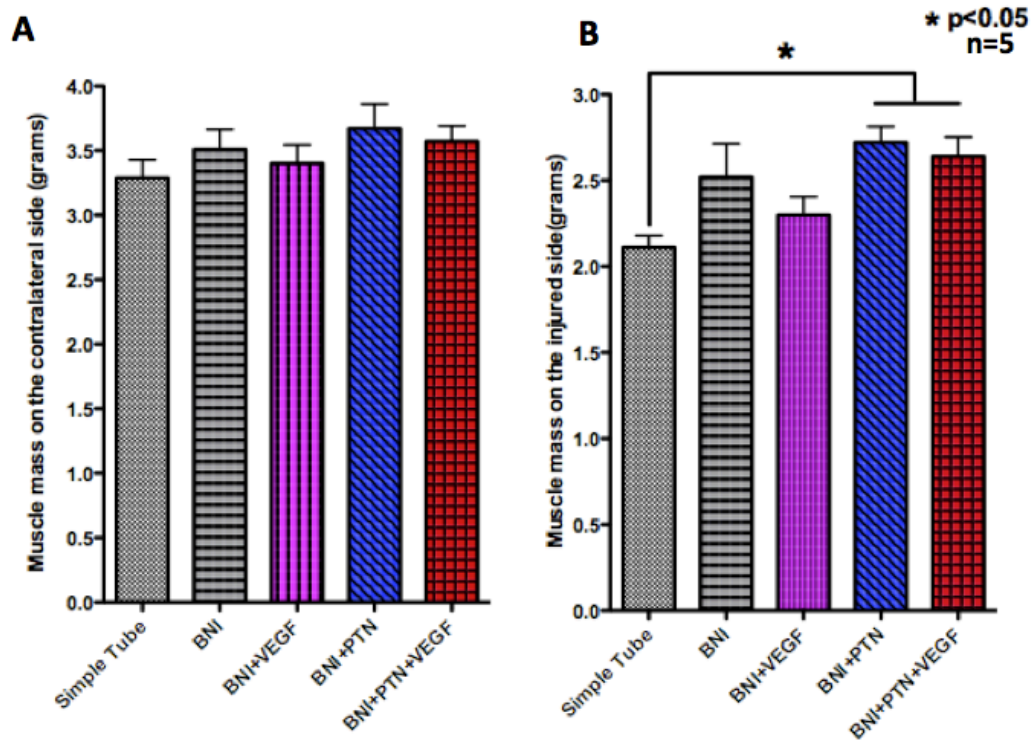 A
Muscle mass on the contralateral side (grams)
4.0
3.5
3.0
2.5
2.0
1.5
1.0
0.5
0.0
Simple Tube
BNI
BNI+VEGF
BNI+PTN
BNI+PTN+VEGF
B
* p<0.05
n=5
*
Muscle mass on the injured side(grams)
3.0
2.5
2.0
1.5
1.0
0.5
0.0
Simple Tube
BNI
BNI+VEGF
BNI+PTN
BNI+PTN+VEGF